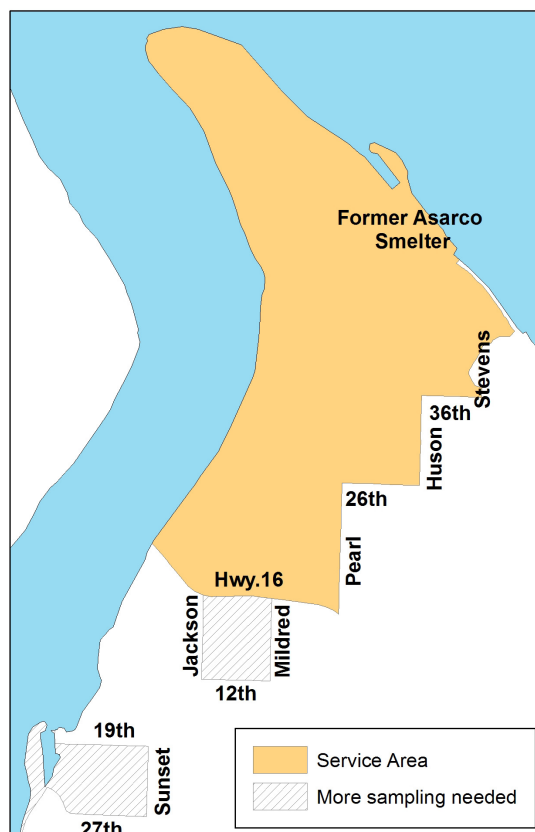 Former Asarco
Smelter
Stevens
36th
Huson
26th
Pearl
Hwy.16
Jackson
Mildred
12th
19th
Sunset
27th
Service Area
More sampling needed